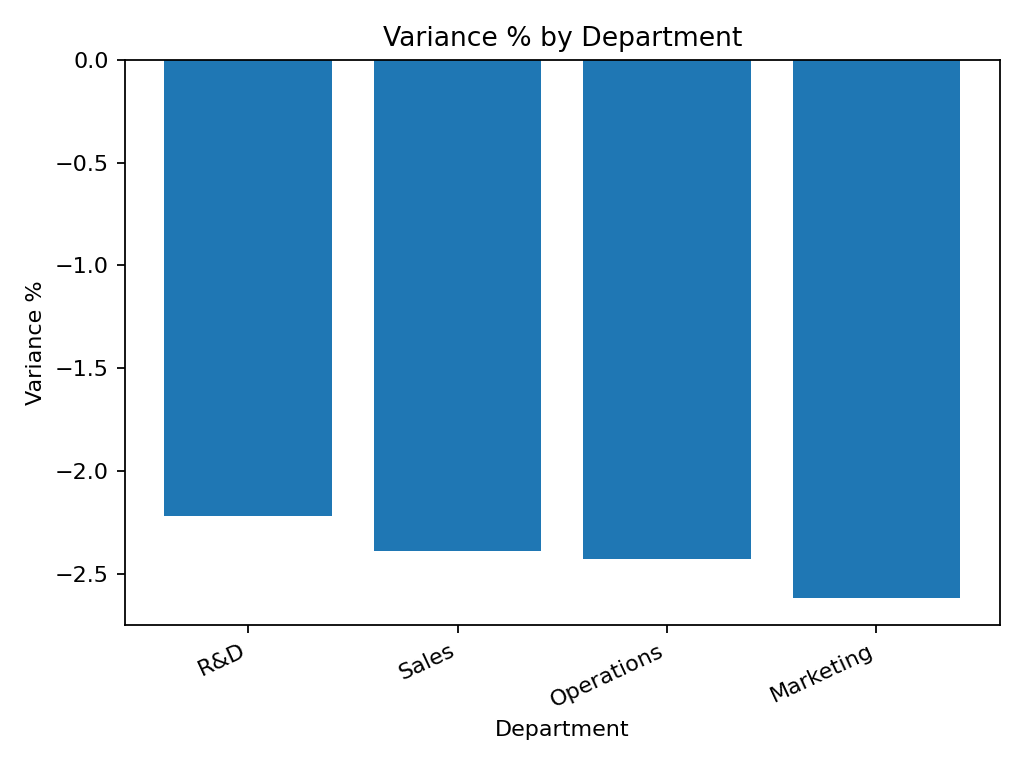 Variance % by Department
0.0
−0.5
−1.0
−1.5
−2.0
−2.5
Variance %
R&D
Sales
Operations
Marketing
Department